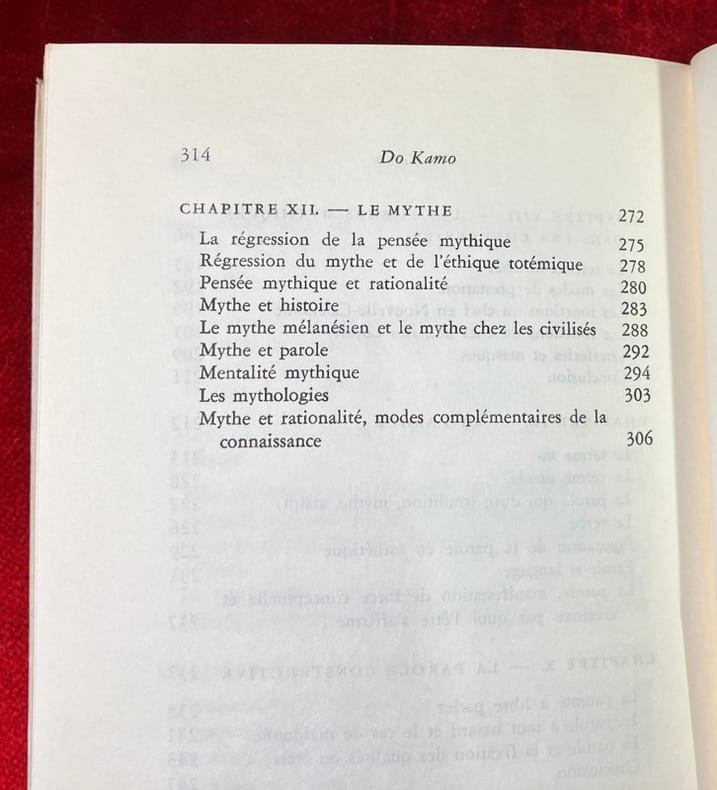 314 Do Kamo
CHAPITRE XII. — LE MYTHE 272
La régression de la pensée mythique 275
Régression du mythe et de l'éthique totémique 278
Pensée mythique et rationalité 280
Mythe et histoire 283
Le mythe mélanésien et le mythe chez les civilisés 288
Mythe et parole 292
Mentalité mythique 294
Les mythologies 303
Mythe et rationalité, modes complémentaires de la
connaissance 306